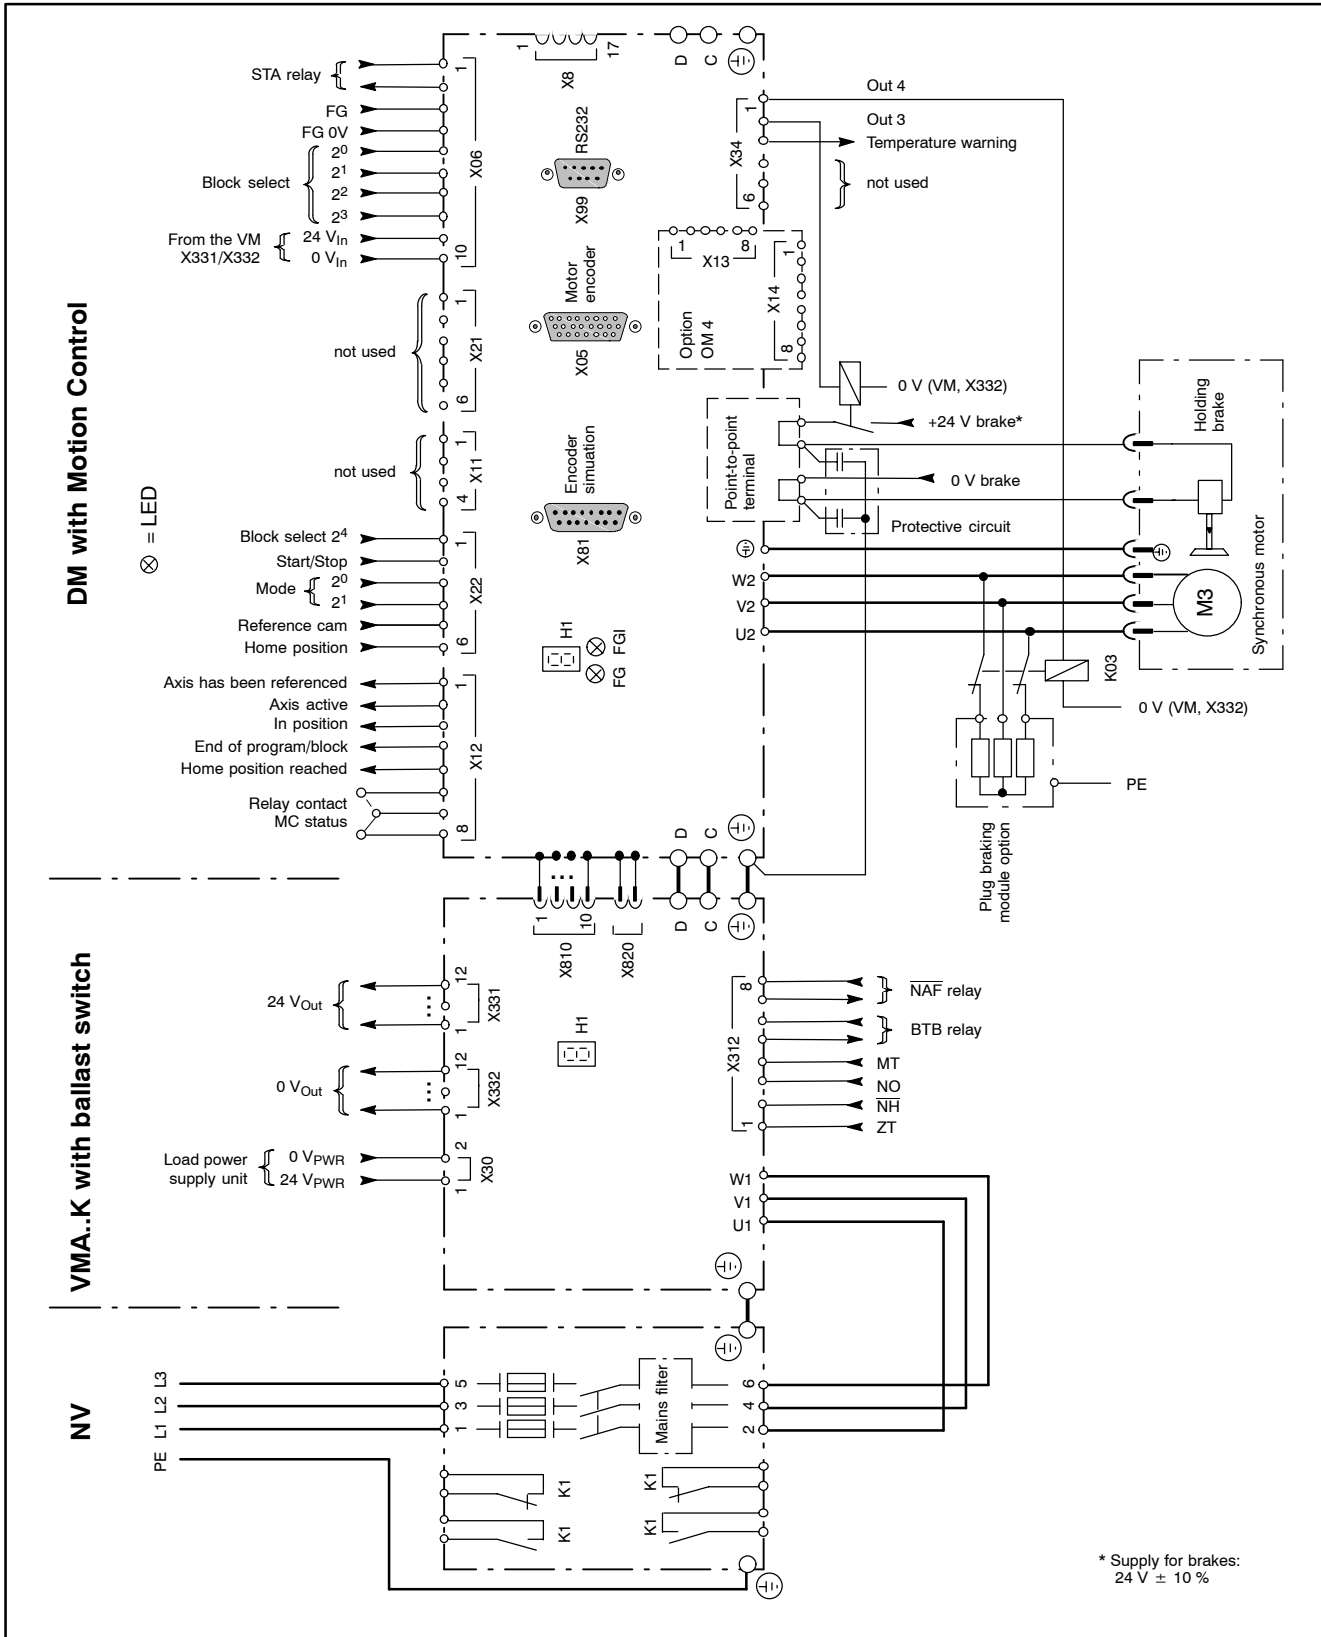 DM with Motion Control
⊗ = LED
STA relay
FG
FG 0V
Block select
2⁰
2¹
2²
2³
From the VM
X331/X332
24 VIn
0 VIn
1
X06
10
not used
1
X21
6
not used
1
X11
4
Block select 2⁴
Start/Stop
Mode
2⁰
2¹
Reference cam
Home position
1
X22
6
Axis has been referenced
Axis active
In position
End of program/block
Home position reached
Relay contact
MC status
1
X12
8
1
17
X8
RS232
X99
Motor
encoder
X05
Encoder
simuation
X81
H1
FGI
FG
D
C
1
X34
6
Out 4
Out 3
Temperature warning
not used
1
8
X13
Option
OM 4
1
X14
8
0 V (VM, X332)
Point-to-point
terminal
+24 V brake*
0 V brake
Protective circuit
Holding
brake
W2
V2
U2
M3
Synchronous motor
K03
0 V (VM, X332)
PE
Plug braking
module option
D
C
VMA..K with ballast switch
1
...
10
X810
X820
D
C
24 VOut
12
...
1
X331
0 VOut
12
...
1
X332
Load power
supply unit
0 VPWR
24 VPWR
2
1
X30
H1
8
X312
1
N̅A̅F̅ relay
BTB relay
MT
NO
N̅H̅
ZT
W1
V1
U1
NV
L3
L2
L1
PE
5
3
1
Mains filter
6
4
2
K1
K1
K1
K1
* Supply for brakes:
24 V ± 10 %